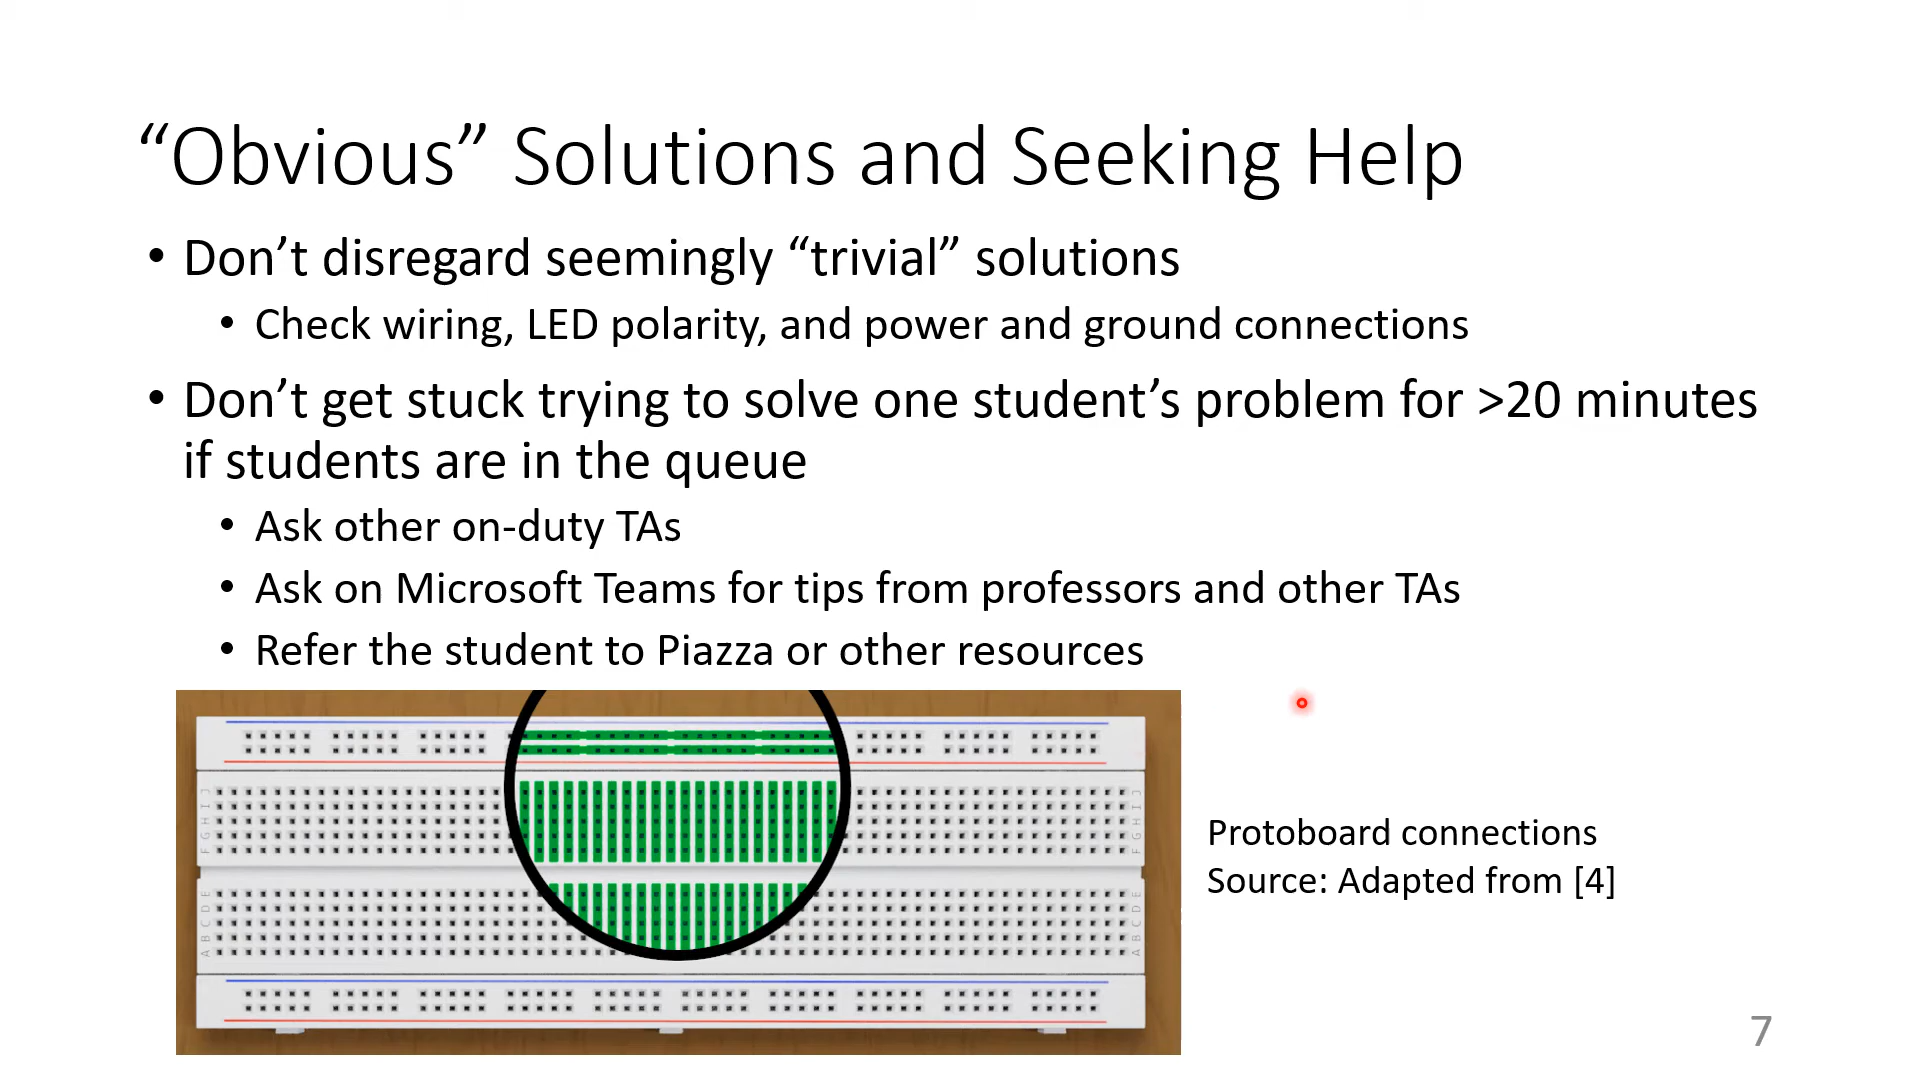 “Obvious” Solutions and Seeking Help
• Don’t disregard seemingly “trivial” solutions
• Check wiring, LED polarity, and power and ground connections
• Don’t get stuck trying to solve one student’s problem for >20 minutes
if students are in the queue
• Ask other on-duty TAs
• Ask on Microsoft Teams for tips from professors and other TAs
• Refer the student to Piazza or other resources
J
I
H
G
F
E
D
C
B
A
J
I
H
G
F
E
D
C
B
A
Protoboard connections
Source: Adapted from [4]
7